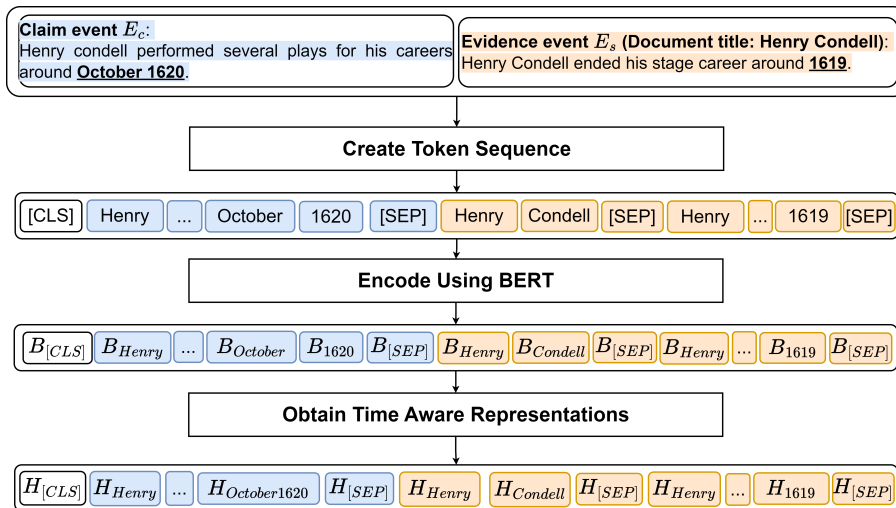 Claim event E_c:
Henry condell performed several plays for his careers
around October 1620.
Evidence event E_s (Document title: Henry Condell):
Henry Condell ended his stage career around 1619.
Create Token Sequence
[CLS] Henry ... October 1620 [SEP] Henry Condell [SEP] Henry ... 1619 [SEP]
Encode Using BERT
B_[CLS] B_Henry ... B_October B_1620 B_[SEP] B_Henry B_Condell B_[SEP] B_Henry ... B_1619 B_[SEP]
Obtain Time Aware Representations
H_[CLS] H_Henry ... H_October1620 H_[SEP] H_Henry H_Condell H_[SEP] H_Henry ... H_1619 H_[SEP]